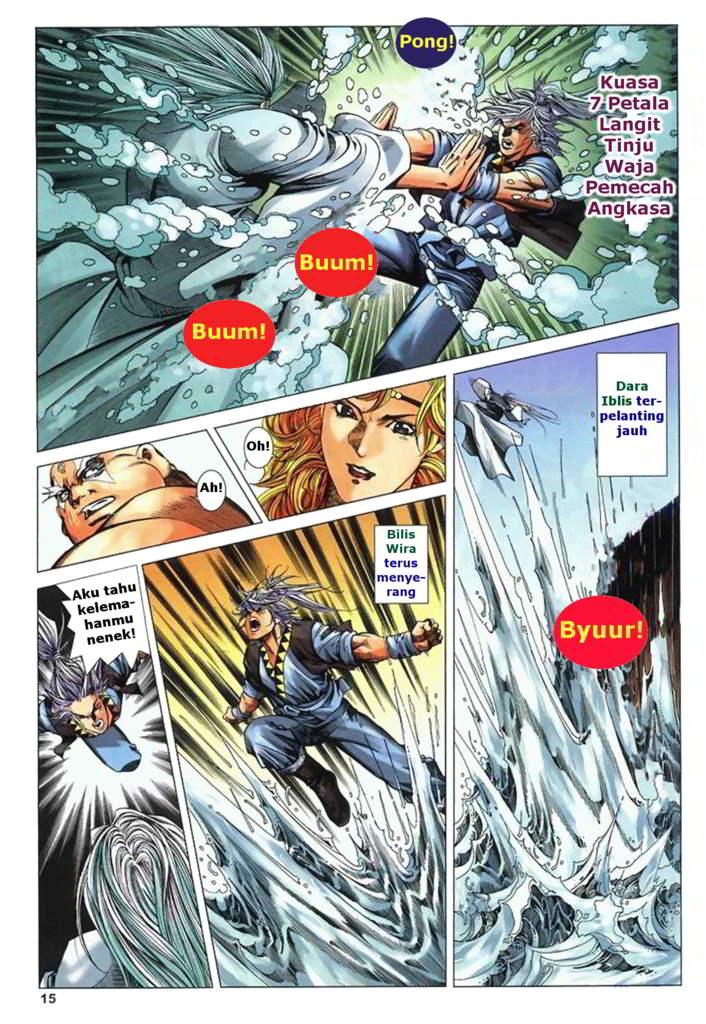 Pong!
Kuasa
7 Petala
Langit
Tinju
Waja
Pemecah
Angkasa
Buum!
Buum!
Dara
Iblis ter-
pelanting
jauh
Oh!
Ah!
Bilis
Wira
terus
menye-
rang
Aku tahu
kelema-
hanmu
nenek!
Byuur!
15